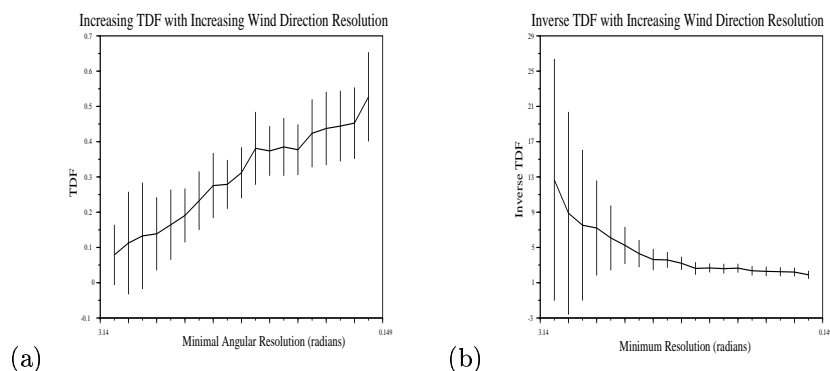 Increasing TDF with Increasing Wind Direction Resolution
0.7
0.6
0.5
0.4
0.3
0.2
0.1
0
-0.1
TDF
3.14
0.149
Minimal Angular Resolution (radians)
(a)
Inverse TDF with Increasing Wind Direction Resolution
29
25
21
17
13
9
5
1
-3
Inverse TDF
3.14
0.149
Minimum Resolution (radians)
(b)